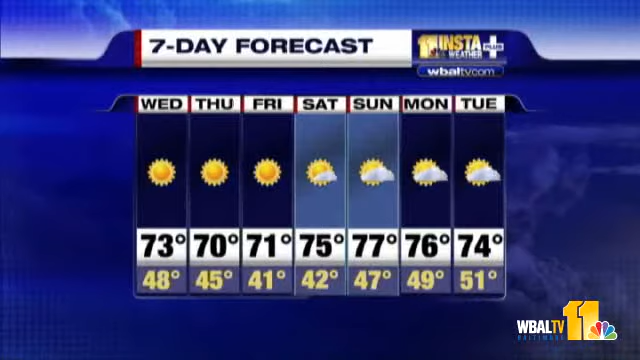 7-DAY FORECAST
11 INSTA
WEATHER PLUS
wbaltv.com
WED THU FRI SAT SUN MON TUE
73° 70° 71° 75° 77° 76° 74°
48° 45° 41° 42° 47° 49° 51°
WBALTV 11
BALTIMORE